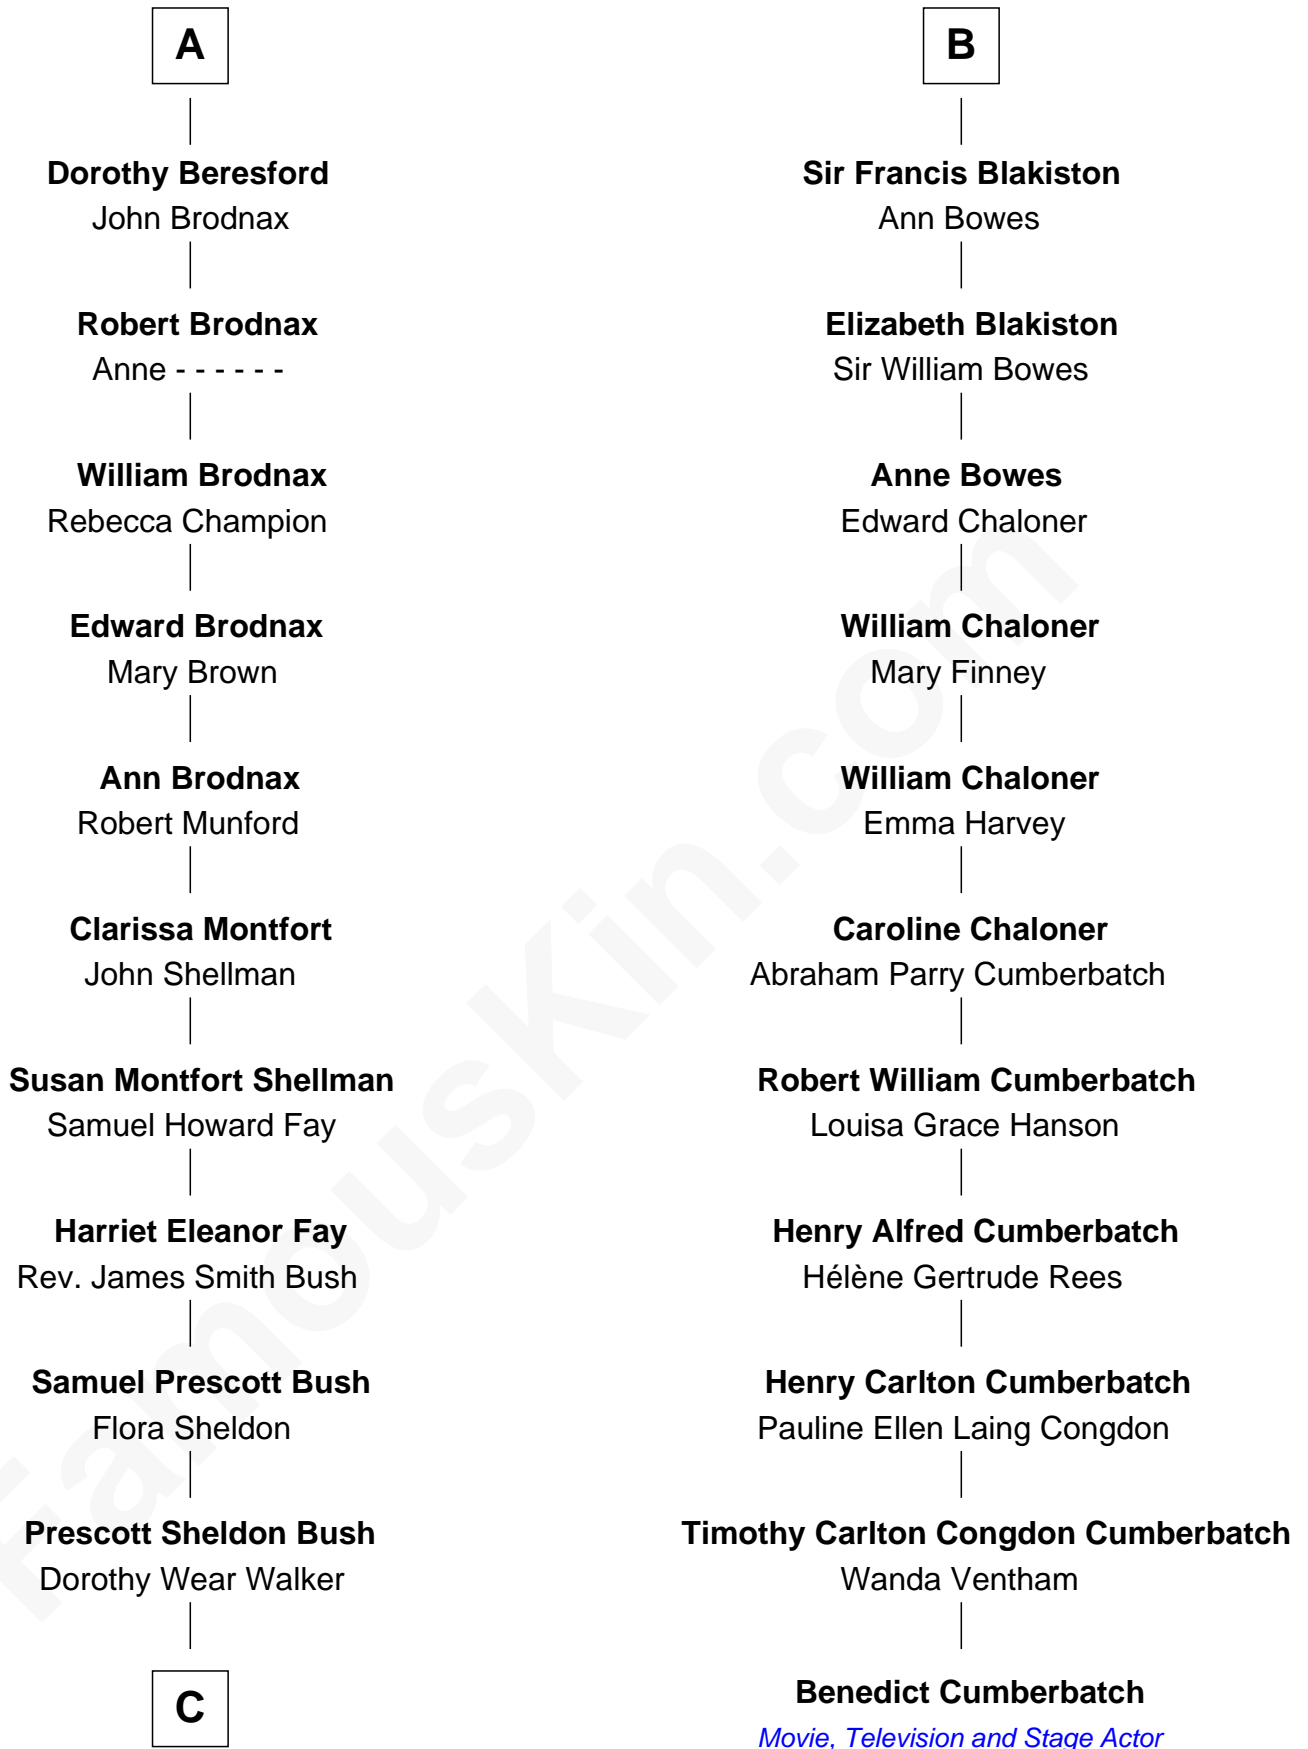 A
Dorothy Beresford
John Brodnax
Robert Brodnax
Anne - - - - - -
William Brodnax
Rebecca Champion
Edward Brodnax
Mary Brown
Ann Brodnax
Robert Munford
Clarissa Montfort
John Shellman
Susan Montfort Shellman
Samuel Howard Fay
Harriet Eleanor Fay
Rev. James Smith Bush
Samuel Prescott Bush
Flora Sheldon
Prescott Sheldon Bush
Dorothy Wear Walker
C
B
Sir Francis Blakiston
Ann Bowes
Elizabeth Blakiston
Sir William Bowes
Anne Bowes
Edward Chaloner
William Chaloner
Mary Finney
William Chaloner
Emma Harvey
Caroline Chaloner
Abraham Parry Cumberbatch
Robert William Cumberbatch
Louisa Grace Hanson
Henry Alfred Cumberbatch
Hélène Gertrude Rees
Henry Carlton Cumberbatch
Pauline Ellen Laing Congdon
Timothy Carlton Congdon Cumberbatch
Wanda Ventham
Benedict Cumberbatch
Movie, Television and Stage Actor
FamousKin.com